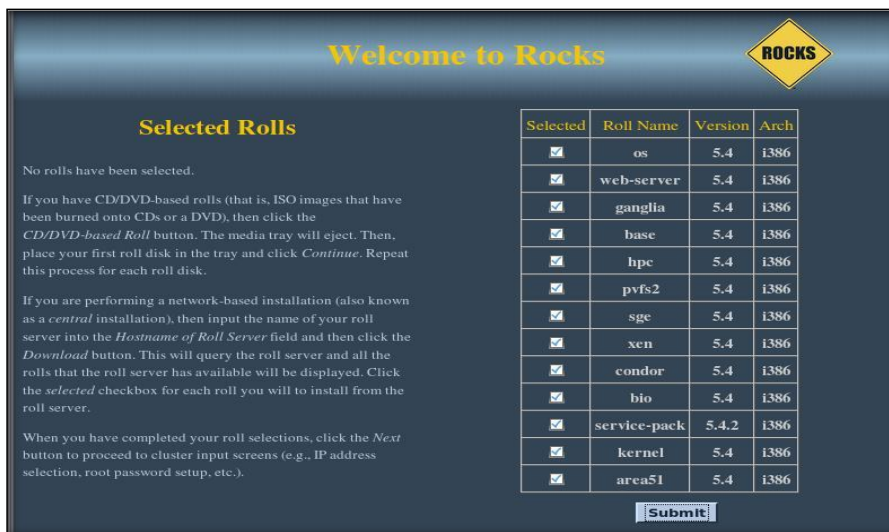 Welcome to Rocks
ROCKS
Selected Rolls
No rolls have been selected.
If you have CD/DVD-based rolls (that is, ISO images that have
been burned onto CDs or a DVD), then click the
CD/DVD-based Roll button. The media tray will eject. Then,
place your first roll disk in the tray and click Continue. Repeat
this process for each roll disk.
If you are performing a network-based installation (also known
as a central installation), then input the name of your roll
server into the Hostname of Roll Server field and then click the
Download button. This will query the roll server and all the
rolls that the roll server has available will be displayed. Click
the selected checkbox for each roll you will to install from the
roll server.
When you have completed your roll selections, click the Next
button to proceed to cluster input screens (e.g., IP address
selection, root password setup, etc.).
Selected Roll Name Version Arch
os 5.4 i386
web-server 5.4 i386
ganglia 5.4 i386
base 5.4 i386
hpc 5.4 i386
pvfs2 5.4 i386
sge 5.4 i386
xen 5.4 i386
condor 5.4 i386
bio 5.4 i386
service-pack 5.4.2 i386
kernel 5.4 i386
area51 5.4 i386
Submit